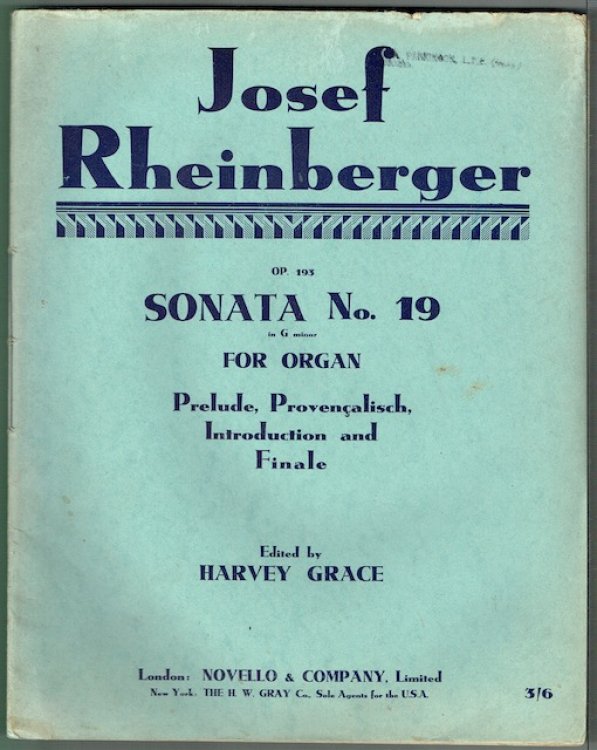 Josef
Rheinberger
OP. 193
SONATA No. 19
in G minor
FOR ORGAN
Prelude, Provençalisch,
Introduction and
Finale
Edited by
HARVEY GRACE
London: NOVELLO & COMPANY, Limited
New York: THE H. W. GRAY Co., Sole Agents for the U.S.A.
3/6